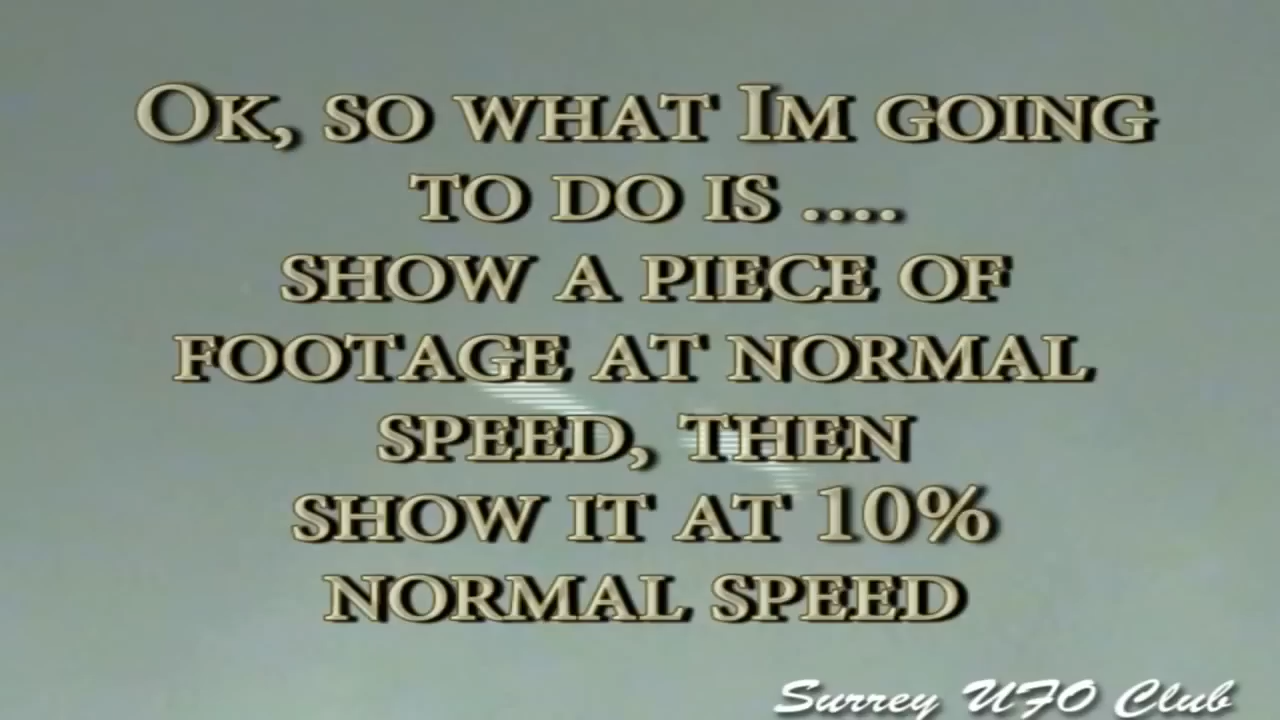 Ok, so what Im going
to do is ....
show a piece of
footage at normal
speed, then
show it at 10%
normal speed
Surrey UFO Club